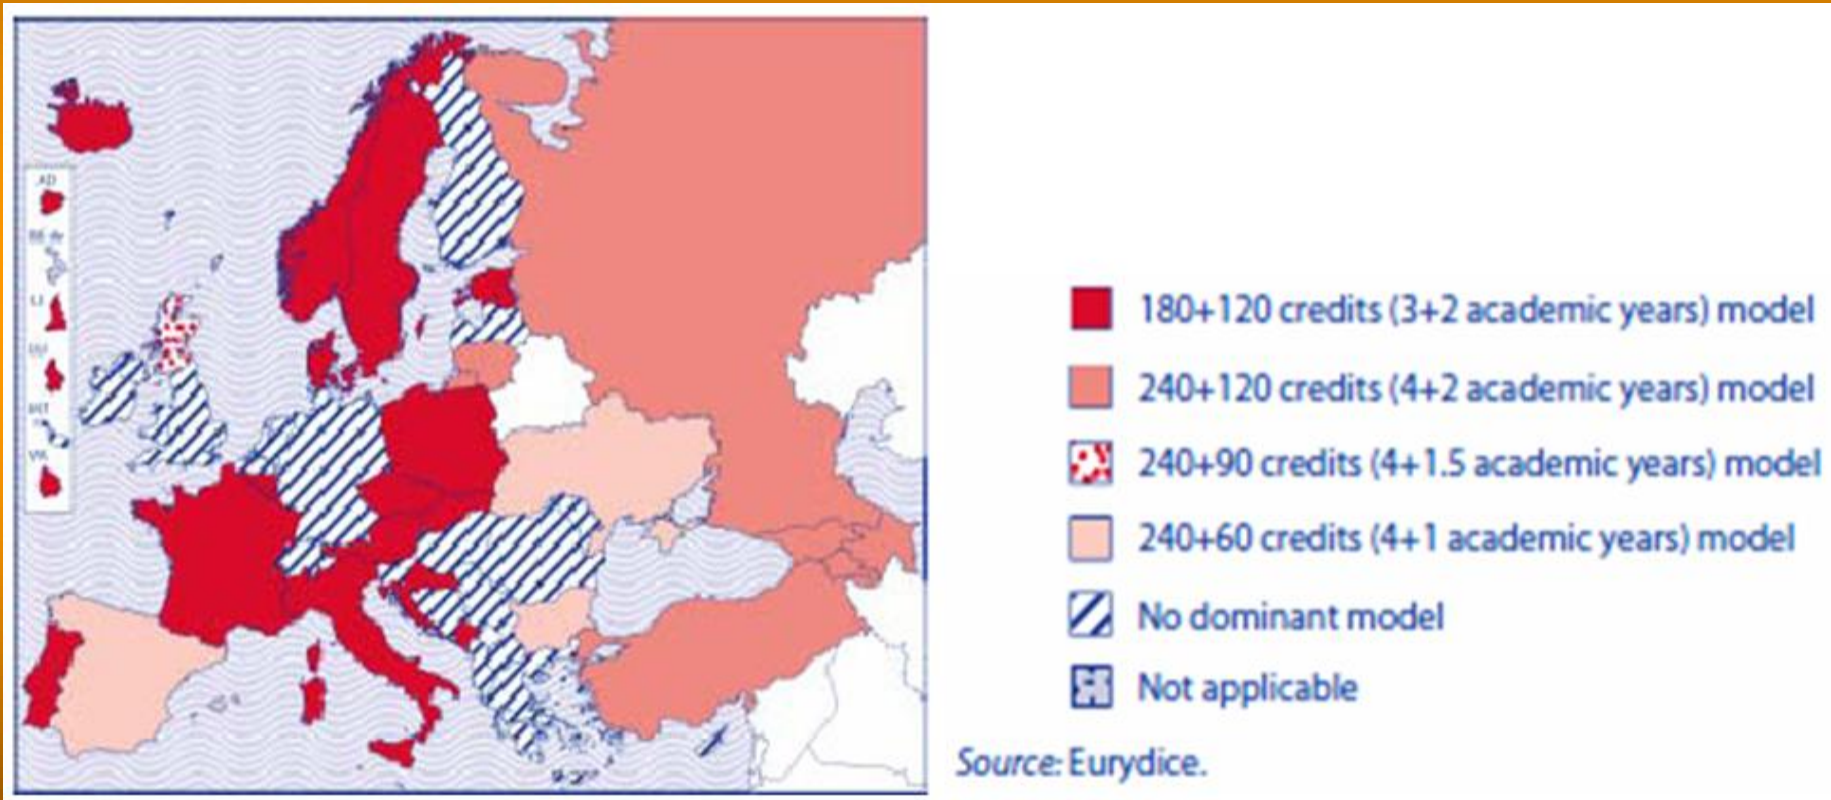 AD
LI
180+120 credits (3+2 academic years) model
240+120 credits (4+2 academic years) model
240+90 credits (4+1.5 academic years) model
240+60 credits (4+1 academic years) model
No dominant model
Not applicable
Source: Eurydice.